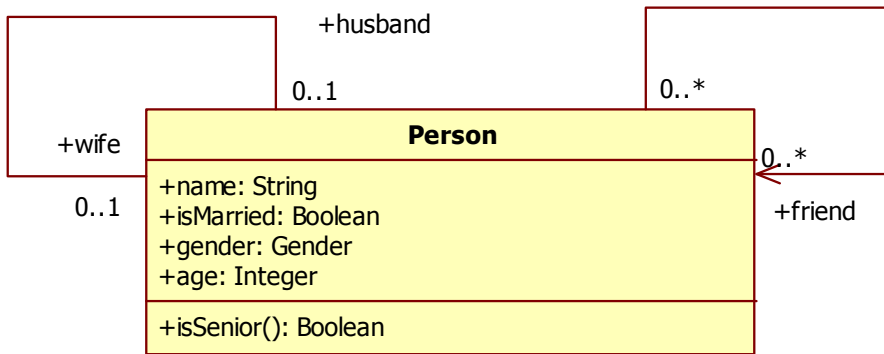 +husband
0..1
0..*
+wife
Person
0..*
0..1
+name: String
+isMarried: Boolean
+gender: Gender
+age: Integer
+friend
+isSenior(): Boolean